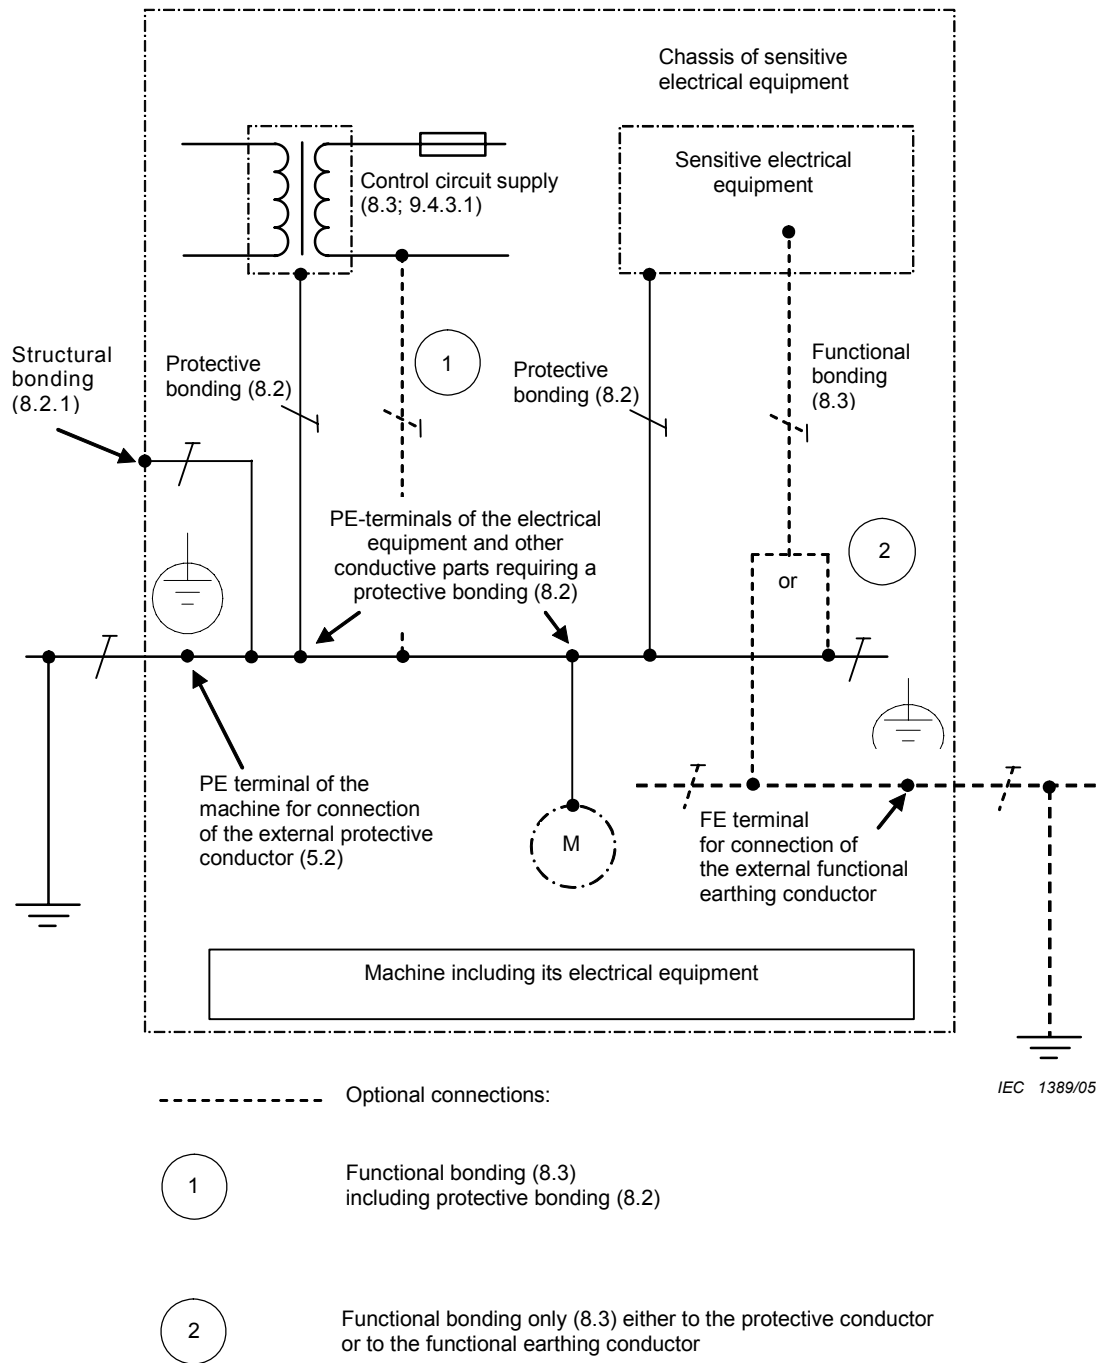 Chassis of sensitive
electrical equipment
Sensitive electrical
equipment
Control circuit supply
(8.3; 9.4.3.1)
Structural
bonding
(8.2.1)
Protective
bonding (8.2)
1
Protective
bonding (8.2)
Functional
bonding
(8.3)
PE-terminals of the electrical
equipment and other
conductive parts requiring a
protective bonding (8.2)
2
or
PE terminal of the
machine for connection
of the external protective
conductor (5.2)
M
FE terminal
for connection of
the external functional
earthing conductor
Machine including its electrical equipment
IEC 1389/05
Optional connections:
1
Functional bonding (8.3)
including protective bonding (8.2)
2
Functional bonding only (8.3) either to the protective conductor
or to the functional earthing conductor